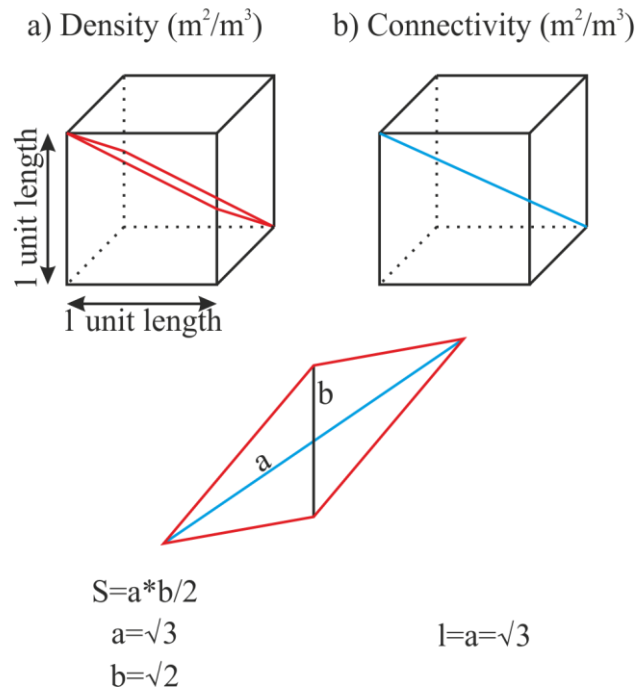 a) Density (m²/m³)
b) Connectivity (m²/m³)
1 unit length
1 unit length
b
a
S=a*b/2
a=√3
b=√2
l=a=√3